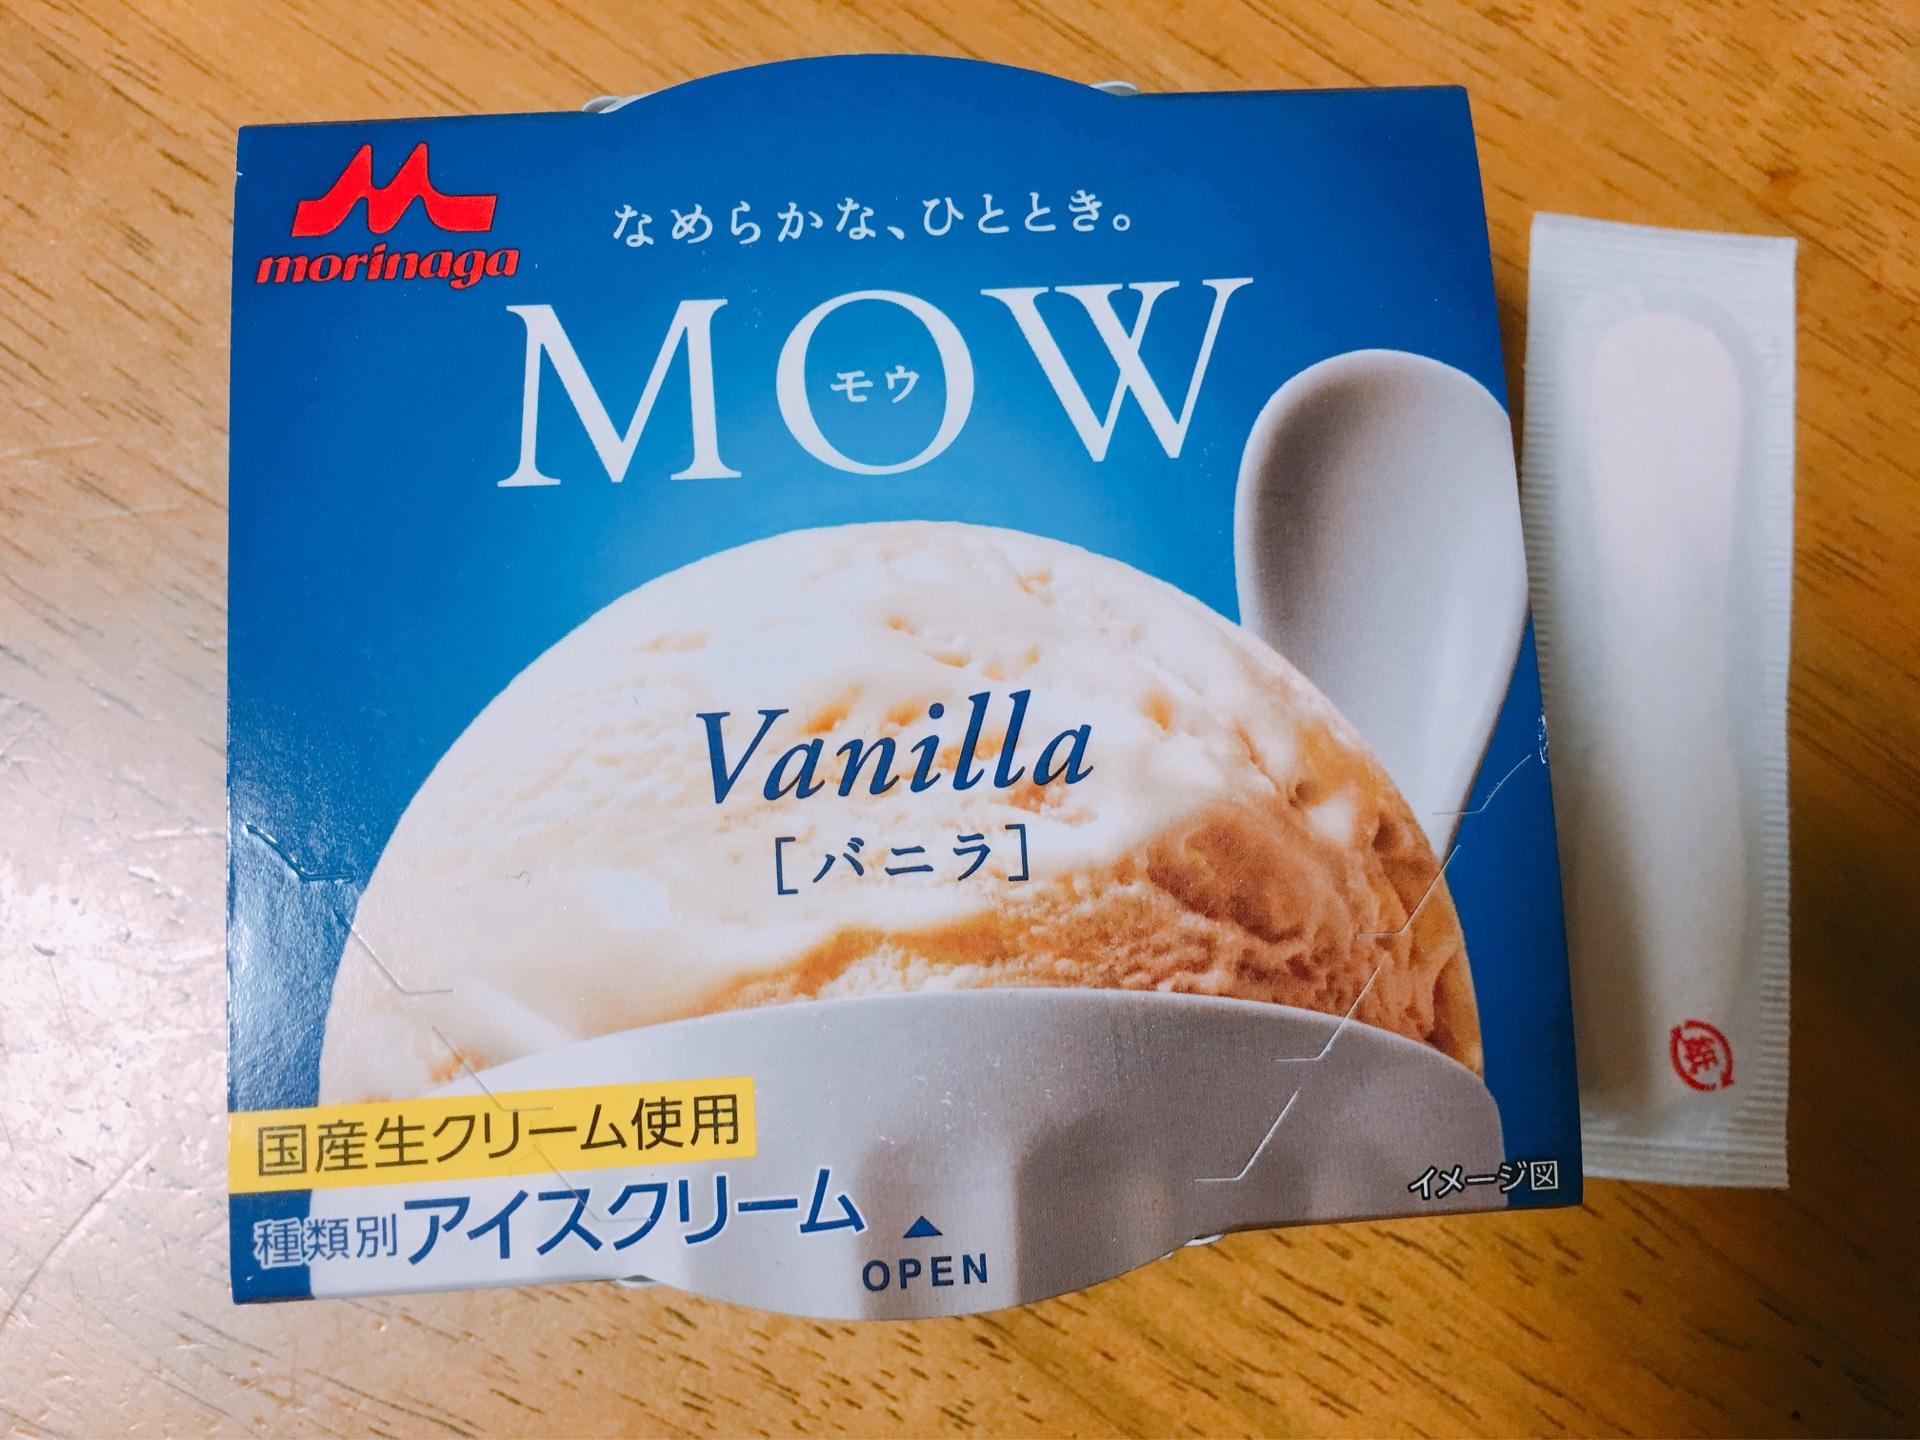 morinaga
なめらかな、ひととき。
MOW
モウ
Vanilla
[バニラ]
国産生クリーム使用
種類別アイスクリーム
OPEN
イメージ図